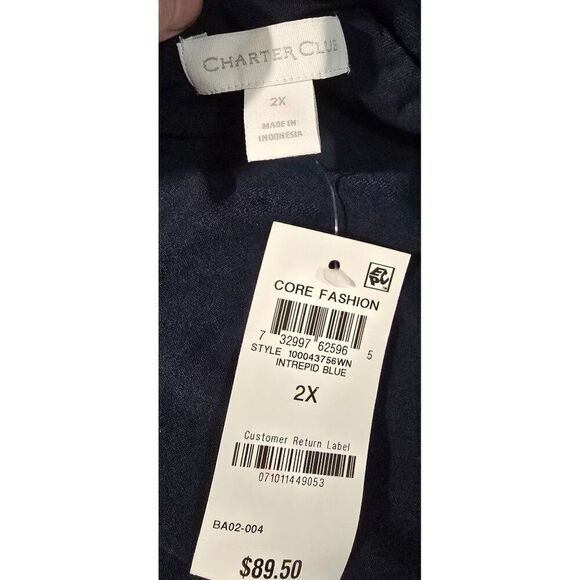 CHARTER CLUB
2X
MADE IN
INDONESIA
CORE FASHION
7 32997 62596 5
STYLE 100043756WN
INTREPID BLUE
2X
Customer Return Label
071011449053
BA02-004
$89.50